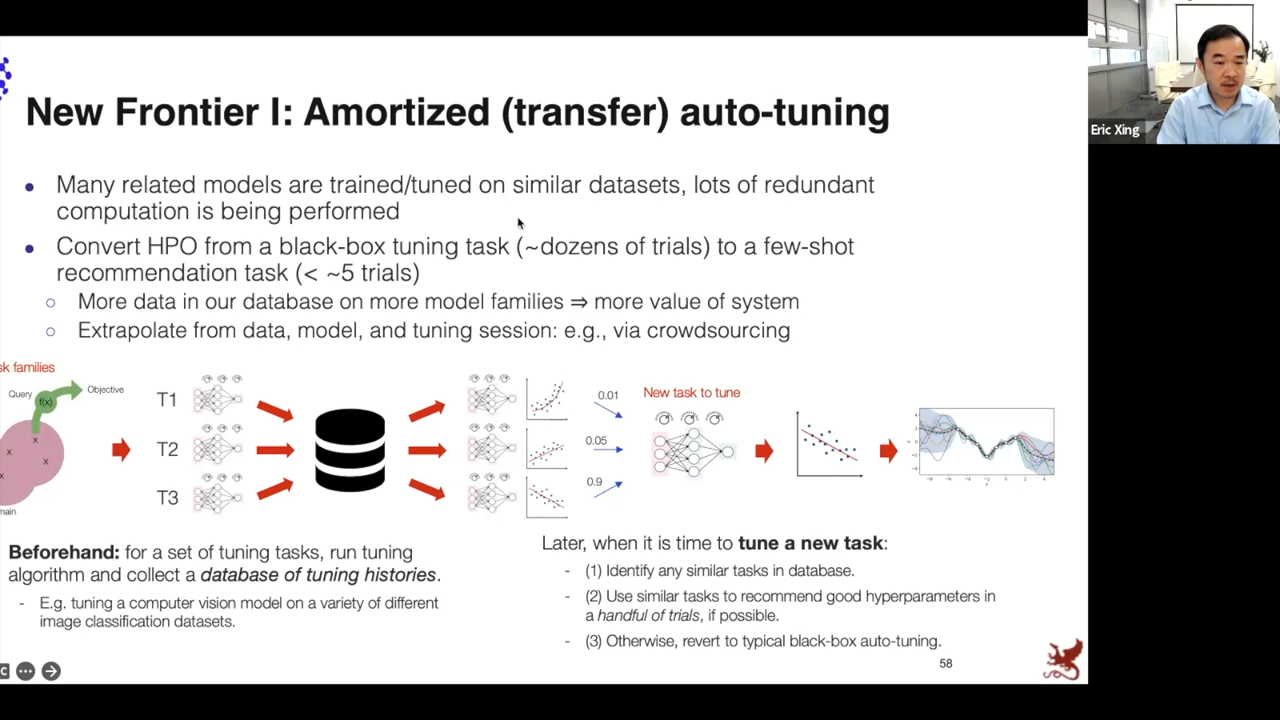 New Frontier I: Amortized (transfer) auto-tuning
Eric Xing
• Many related models are trained/tuned on similar datasets, lots of redundant
computation is being performed
• Convert HPO from a black-box tuning task (~dozens of trials) to a few-shot
recommendation task (< ~5 trials)
○ More data in our database on more model families ⇒ more value of system
○ Extrapolate from data, model, and tuning session: e.g., via crowdsourcing
sk families
Query
f(x)
Objective
x
x
x
x
main
T1
T2
T3
0.01
0.05
0.9
New task to tune
Beforehand: for a set of tuning tasks, run tuning
algorithm and collect a database of tuning histories.
- E.g. tuning a computer vision model on a variety of different
image classification datasets.
Later, when it is time to tune a new task:
- (1) Identify any similar tasks in database.
- (2) Use similar tasks to recommend good hyperparameters in
a handful of trials, if possible.
- (3) Otherwise, revert to typical black-box auto-tuning.
58